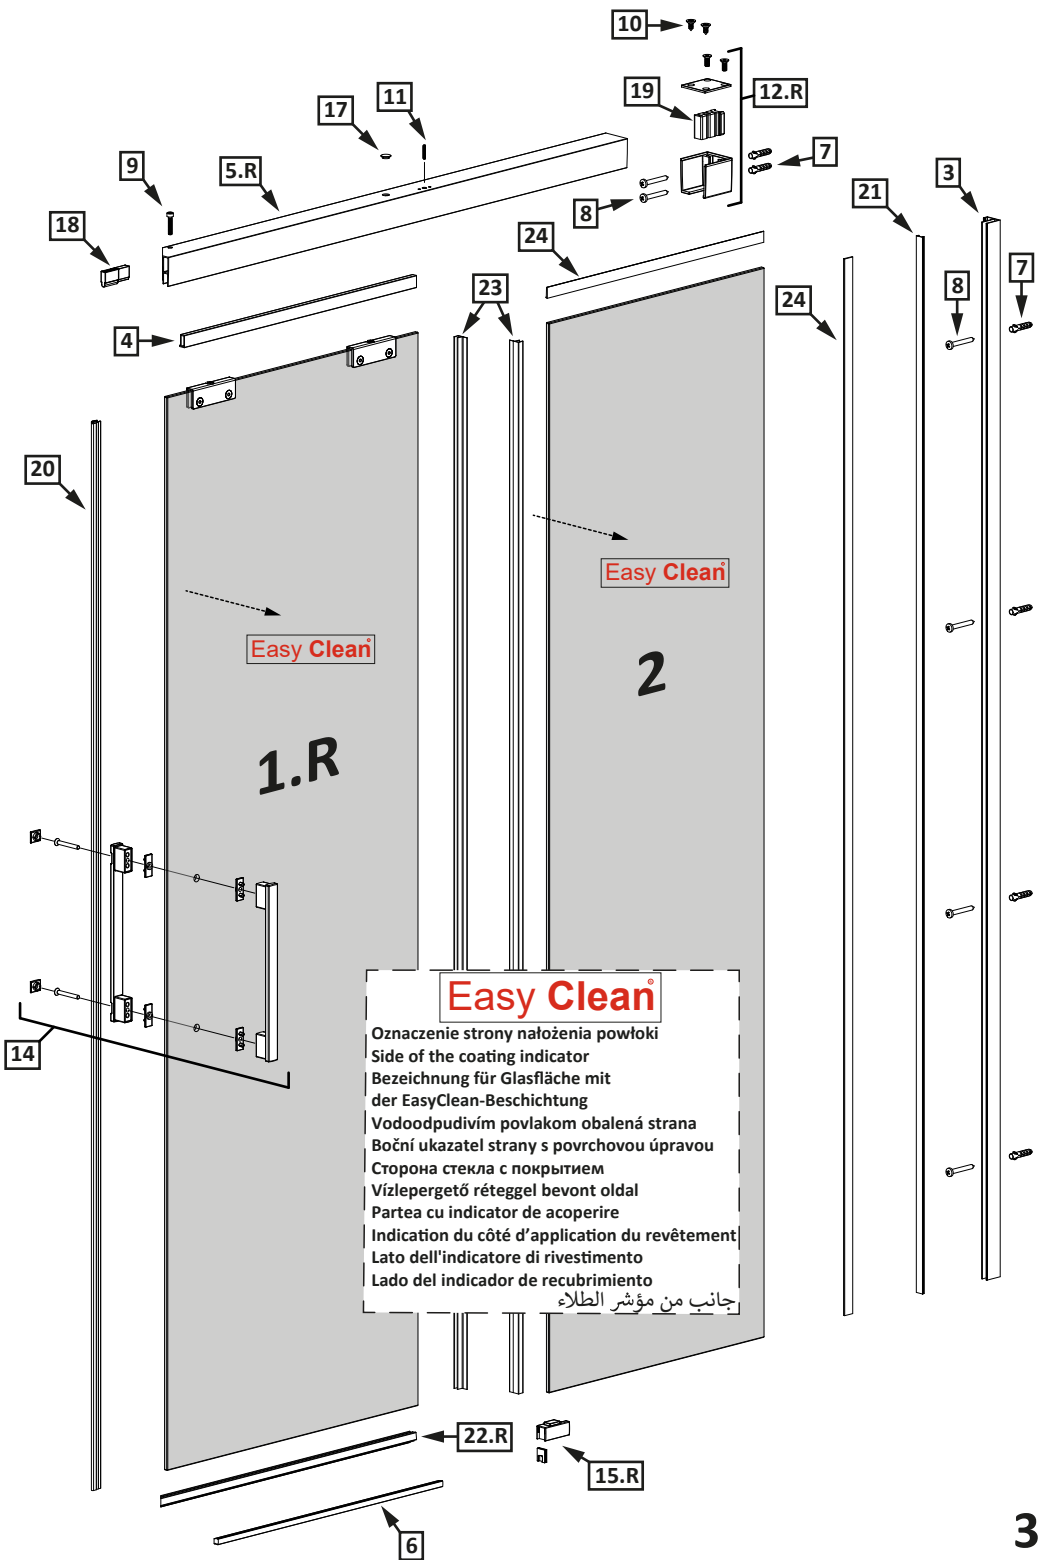 10
12.R
19
11
17
7
9
5.R
3
21
8
18
24
23
7
8
24
4
20
Easy Clean
Easy Clean
2
1.R
14
Easy Clean
Oznaczenie strony nałożenia powłoki
Side of the coating indicator
Bezeichnung für Glasfläche mit
der EasyClean-Beschichtung
Vodoodpudivím povlakom obalená strana
Boční ukazatel strany s povrchovou úpravou
Сторона стекла с покрытием
Vízlepergető réteggel bevont oldal
Partea cu indicator de acoperire
Indication du côté d'application du revêtement
Lato dell'indicatore di rivestimento
Lado del indicador de recubrimiento
جانب من مؤشر الطلاء
22.R
15.R
6
3